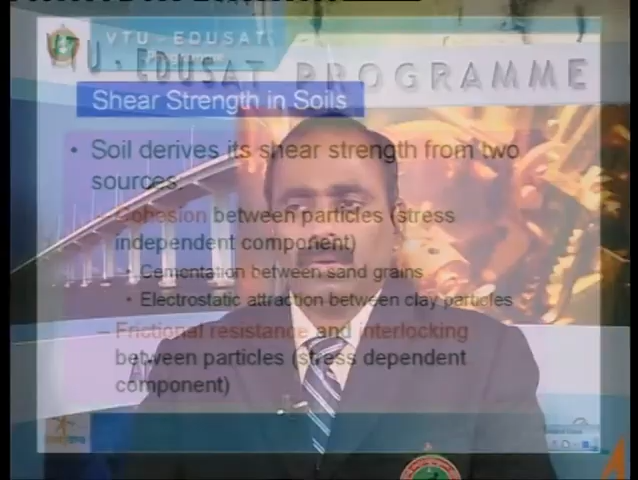 VTU - EDUSAT
Programme
U - EDUSAT PROGRAMME
Shear Strength in Soils
• Soil derives its shear strength from two
sources
– Cohesion between particles (stress
independent component)
• Cementation between sand grains
• Electrostatic attraction between clay particles
– Frictional resistance and interlocking
between particles (stress dependent
component)